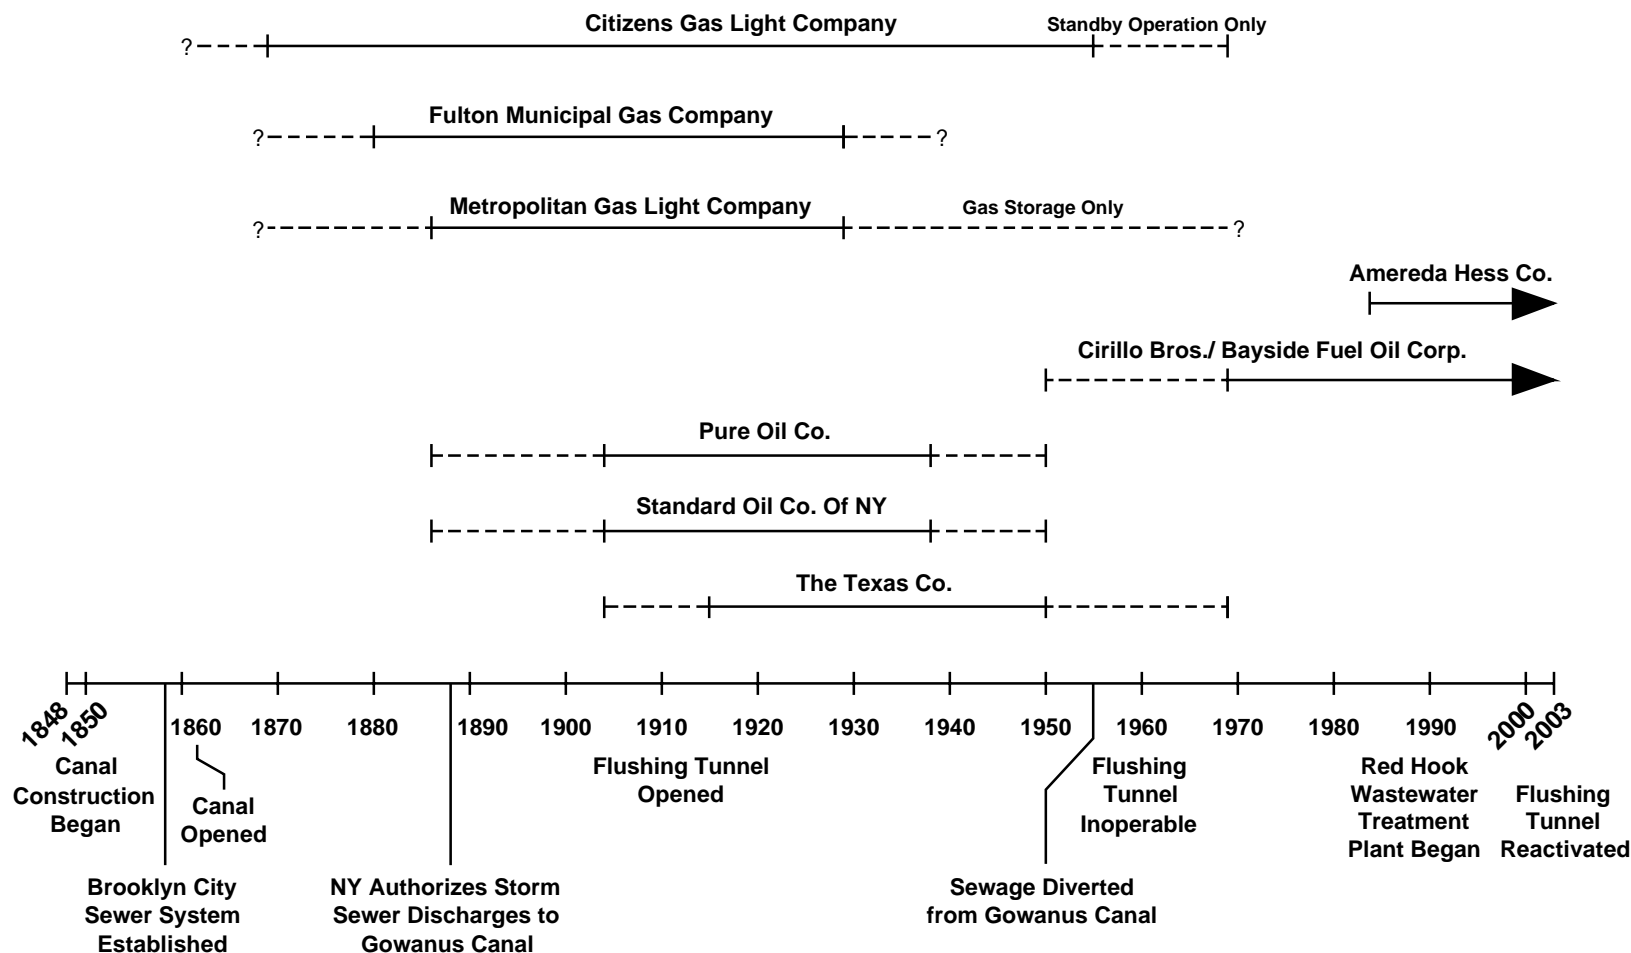 Citizens Gas Light Company
Standby Operation Only
?
Fulton Municipal Gas Company
? ?
Metropolitan Gas Light Company
Gas Storage Only
? ?
Amereda Hess Co.
Cirillo Bros./ Bayside Fuel Oil Corp.
Pure Oil Co.
Standard Oil Co. Of NY
The Texas Co.
1848 1850 1860 1870 1880 1890 1900 1910 1920 1930 1940 1950 1960 1970 1980 1990 2000 2003
Canal
Construction
Began
Canal
Opened
Flushing Tunnel
Opened
Flushing
Tunnel
Inoperable
Red Hook
Wastewater
Treatment
Plant Began
Flushing
Tunnel
Reactivated
Brooklyn City
Sewer System
Established
NY Authorizes Storm
Sewer Discharges to
Gowanus Canal
Sewage Diverted
from Gowanus Canal